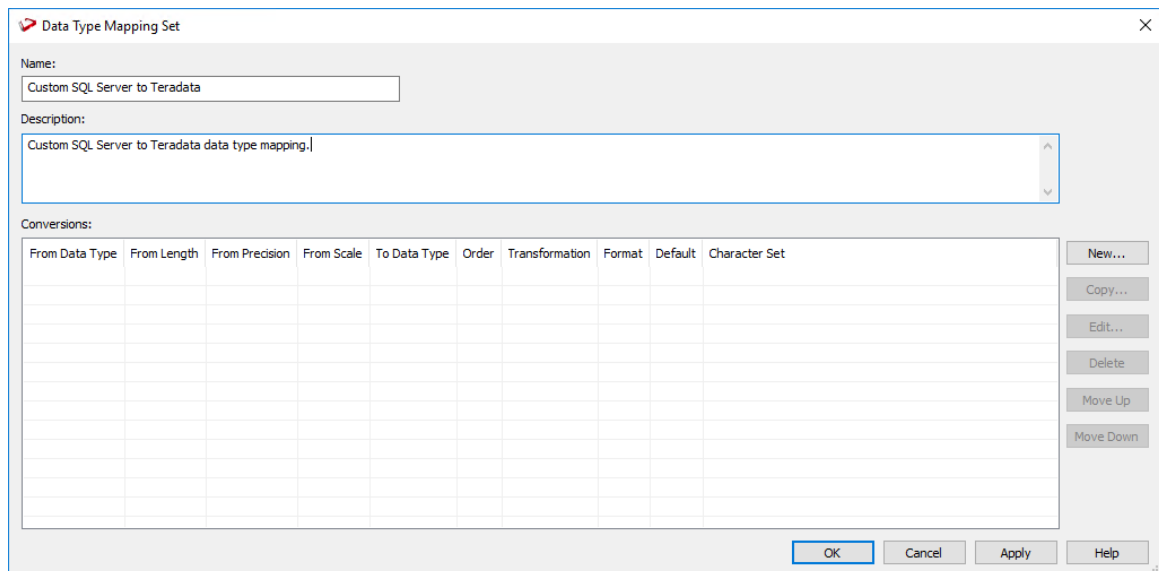 Data Type Mapping Set
Name:
Custom SQL Server to Teradata
Description:
Custom SQL Server to Teradata data type mapping.
Conversions:
From Data Type From Length From Precision From Scale To Data Type Order Transformation Format Default Character Set
New...
Copy...
Edit...
Delete
Move Up
Move Down
OK Cancel Apply Help